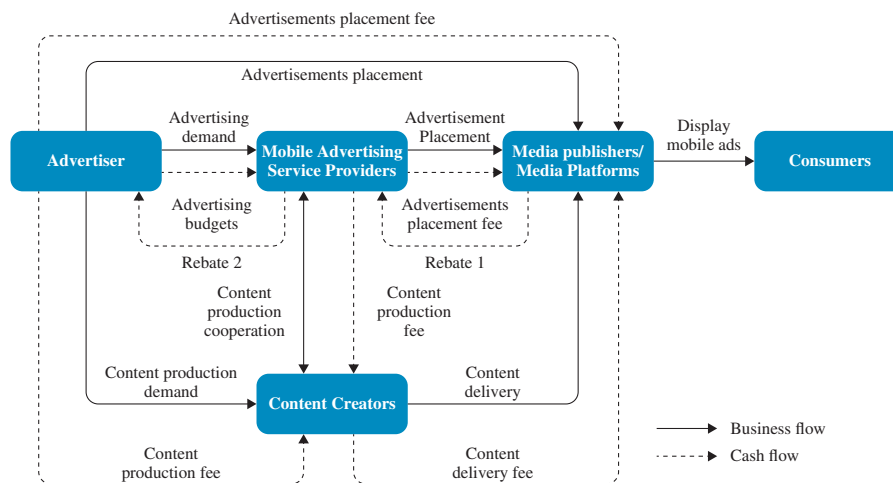 Advertisements placement fee
Advertisements placement
Advertising
demand
Advertisement
Placement
Display
mobile ads
Advertiser
Mobile Advertising
Service Providers
Media publishers/
Media Platforms
Consumers
Advertising
budgets
Advertisements
placement fee
Rebate 2
Rebate 1
Content
production
cooperation
Content
production
fee
Content production
demand
Content Creators
Content
delivery
Business flow
Content
production fee
Content
delivery fee
Cash flow